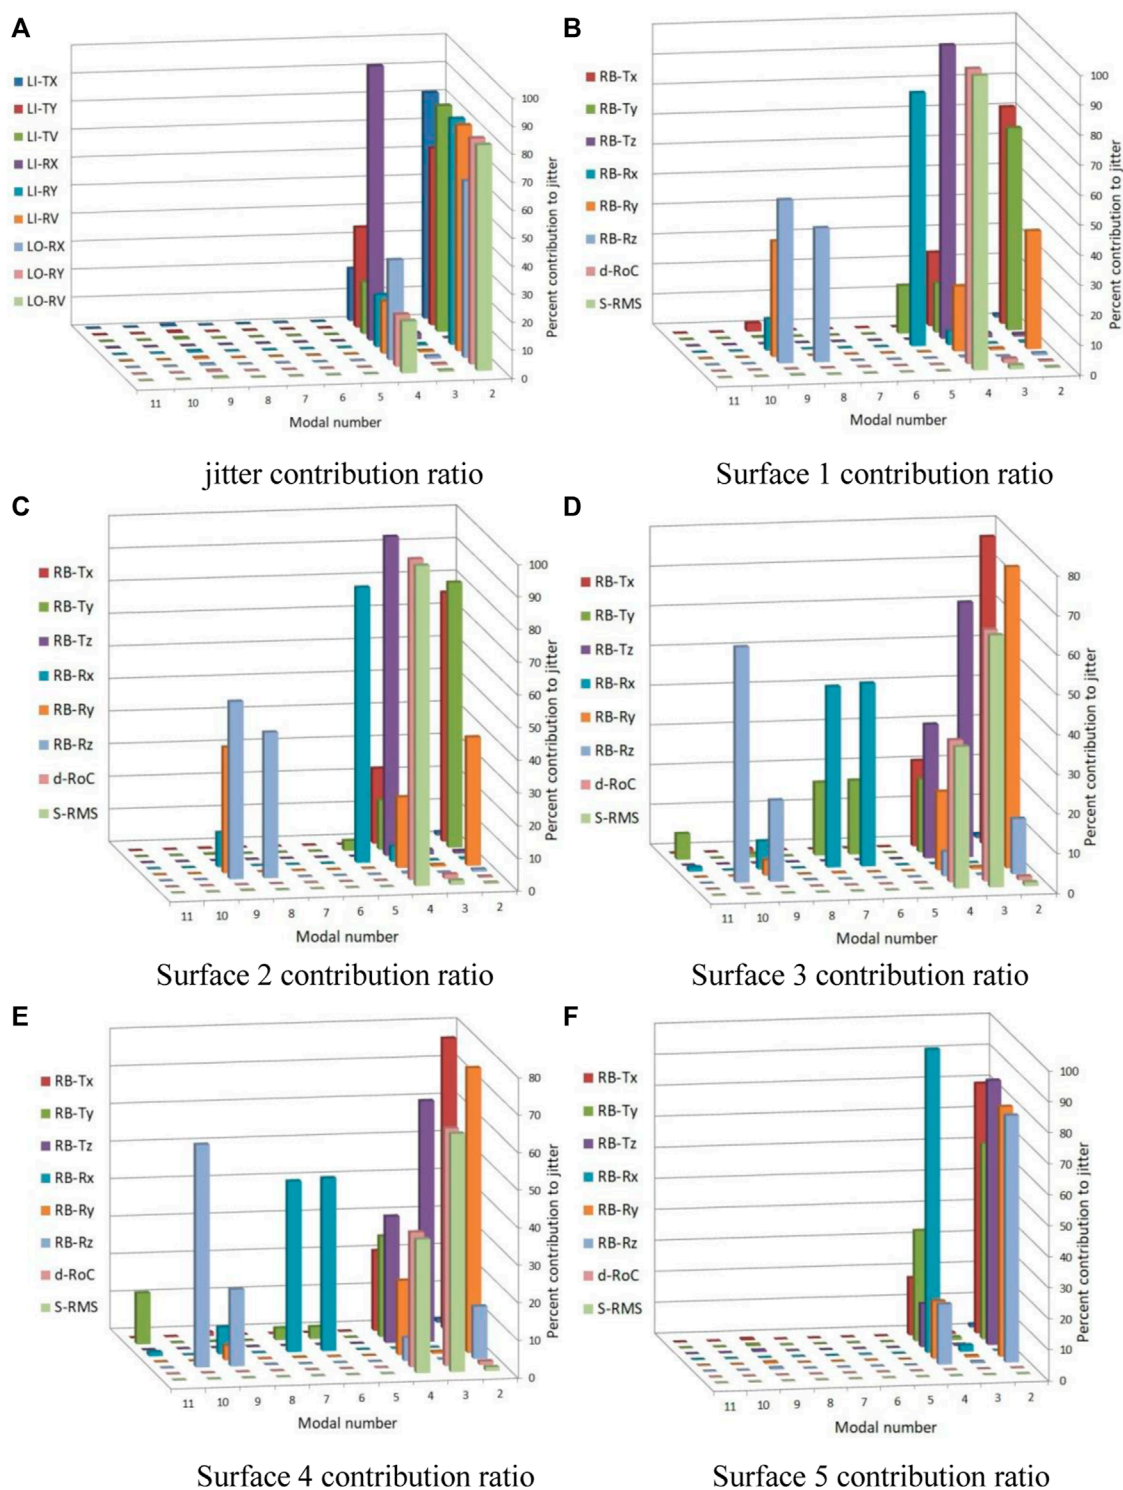 A
LI-TX
LI-TY
LI-TV
LI-RX
LI-RY
LI-RV
LO-RX
LO-RY
LO-RV
100
90
80
70
60
50
40
30
20
10
0
Percent contribution to jitter
11 10 9 8 7 6 5 4 3 2
Modal number
jitter contribution ratio
B
RB-Tx
RB-Ty
RB-Tz
RB-Rx
RB-Ry
RB-Rz
d-RoC
S-RMS
100
90
80
70
60
50
40
30
20
10
0
Percent contribution to jitter
11 10 9 8 7 6 5 4 3 2
Modal number
Surface 1 contribution ratio
C
RB-Tx
RB-Ty
RB-Tz
RB-Rx
RB-Ry
RB-Rz
d-RoC
S-RMS
100
90
80
70
60
50
40
30
20
10
0
Percent contribution to jitter
11 10 9 8 7 6 5 4 3 2
Modal number
Surface 2 contribution ratio
D
RB-Tx
RB-Ty
RB-Tz
RB-Rx
RB-Ry
RB-Rz
d-RoC
S-RMS
80
70
60
50
40
30
20
10
0
Percent contribution to jitter
11 10 9 8 7 6 5 4 3 2
Modal number
Surface 3 contribution ratio
E
RB-Tx
RB-Ty
RB-Tz
RB-Rx
RB-Ry
RB-Rz
d-RoC
S-RMS
80
70
60
50
40
30
20
10
0
Percent contribution to jitter
11 10 9 8 7 6 5 4 3 2
Modal number
Surface 4 contribution ratio
F
RB-Tx
RB-Ty
RB-Tz
RB-Rx
RB-Ry
RB-Rz
d-RoC
S-RMS
100
90
80
70
60
50
40
30
20
10
0
Percent contribution to jitter
11 10 9 8 7 6 5 4 3 2
Modal number
Surface 5 contribution ratio